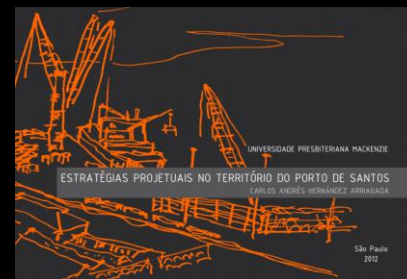 UNIVERSIDADE PRESBITERIANA MACKENZIE
ESTRATÉGIAS PROJETUAIS NO TERRITÓRIO DO PORTO DE SANTOS
CARLOS ANDRÉS HERNÁNDEZ ARRIAGADA
São Paulo
2012